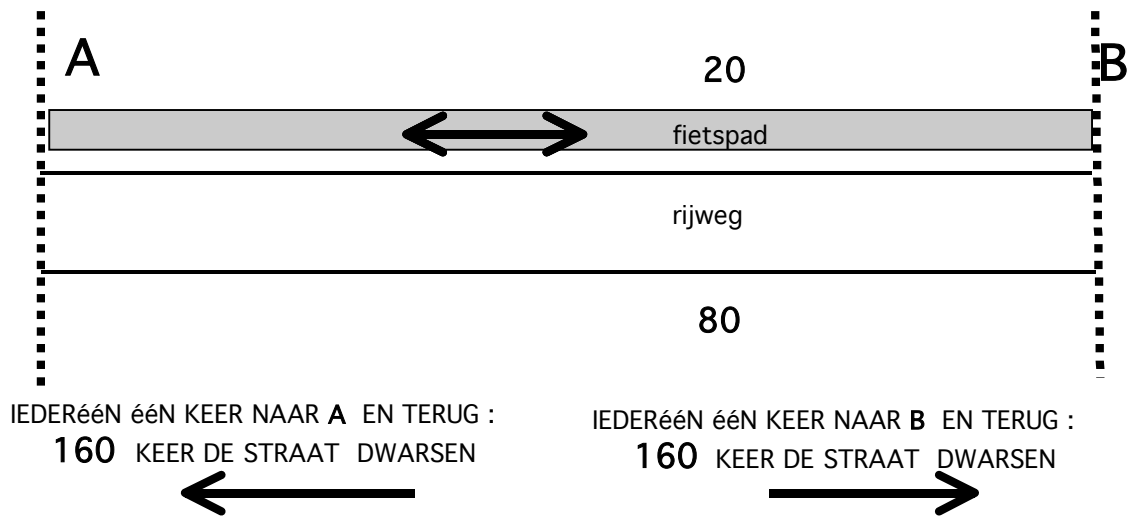 A
B
20
fietspad
rijweg
80
IEDERééN ééN KEER NAAR A EN TERUG :
160 KEER DE STRAAT DWARSEN
IEDERééN ééN KEER NAAR B EN TERUG :
160 KEER DE STRAAT DWARSEN